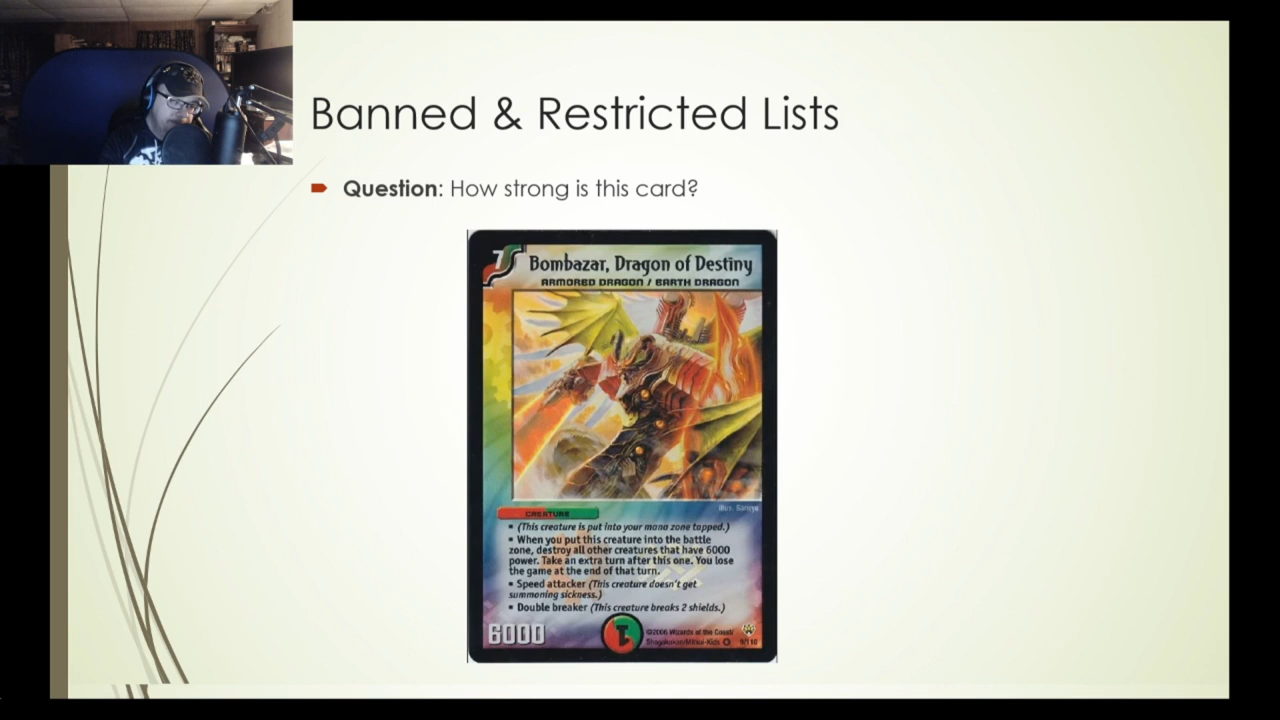 Banned & Restricted Lists
Question: How strong is this card?
7
Bombazar, Dragon of Destiny
ARMORED DRAGON / EARTH DRAGON
Illus. Sansyu
CREATURE
▪ (This creature is put into your mana zone tapped.)
▪ When you put this creature into the battle
zone, destroy all other creatures that have 6000
power. Take an extra turn after this one. You lose
the game at the end of that turn.
▪ Speed attacker (This creature doesn't get
summoning sickness.)
▪ Double breaker (This creature breaks 2 shields.)
6000
1
©2006 Wizards of the Coast/
Shogakukan/Mitsui-Kids